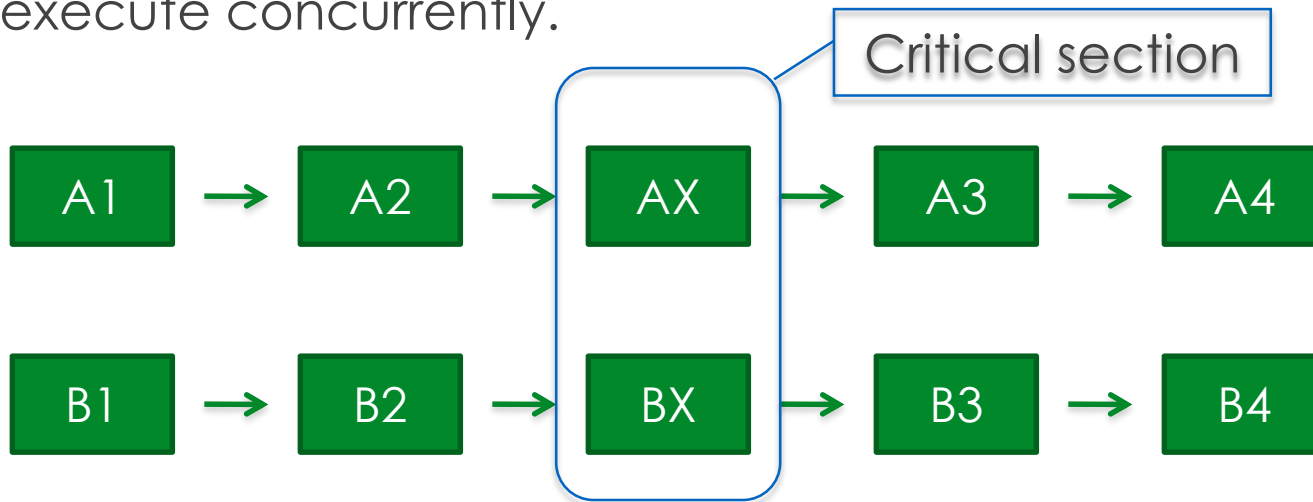 execute concurrently.
Critical section
A1 A2 AX A3 A4
B1 B2 BX B3 B4